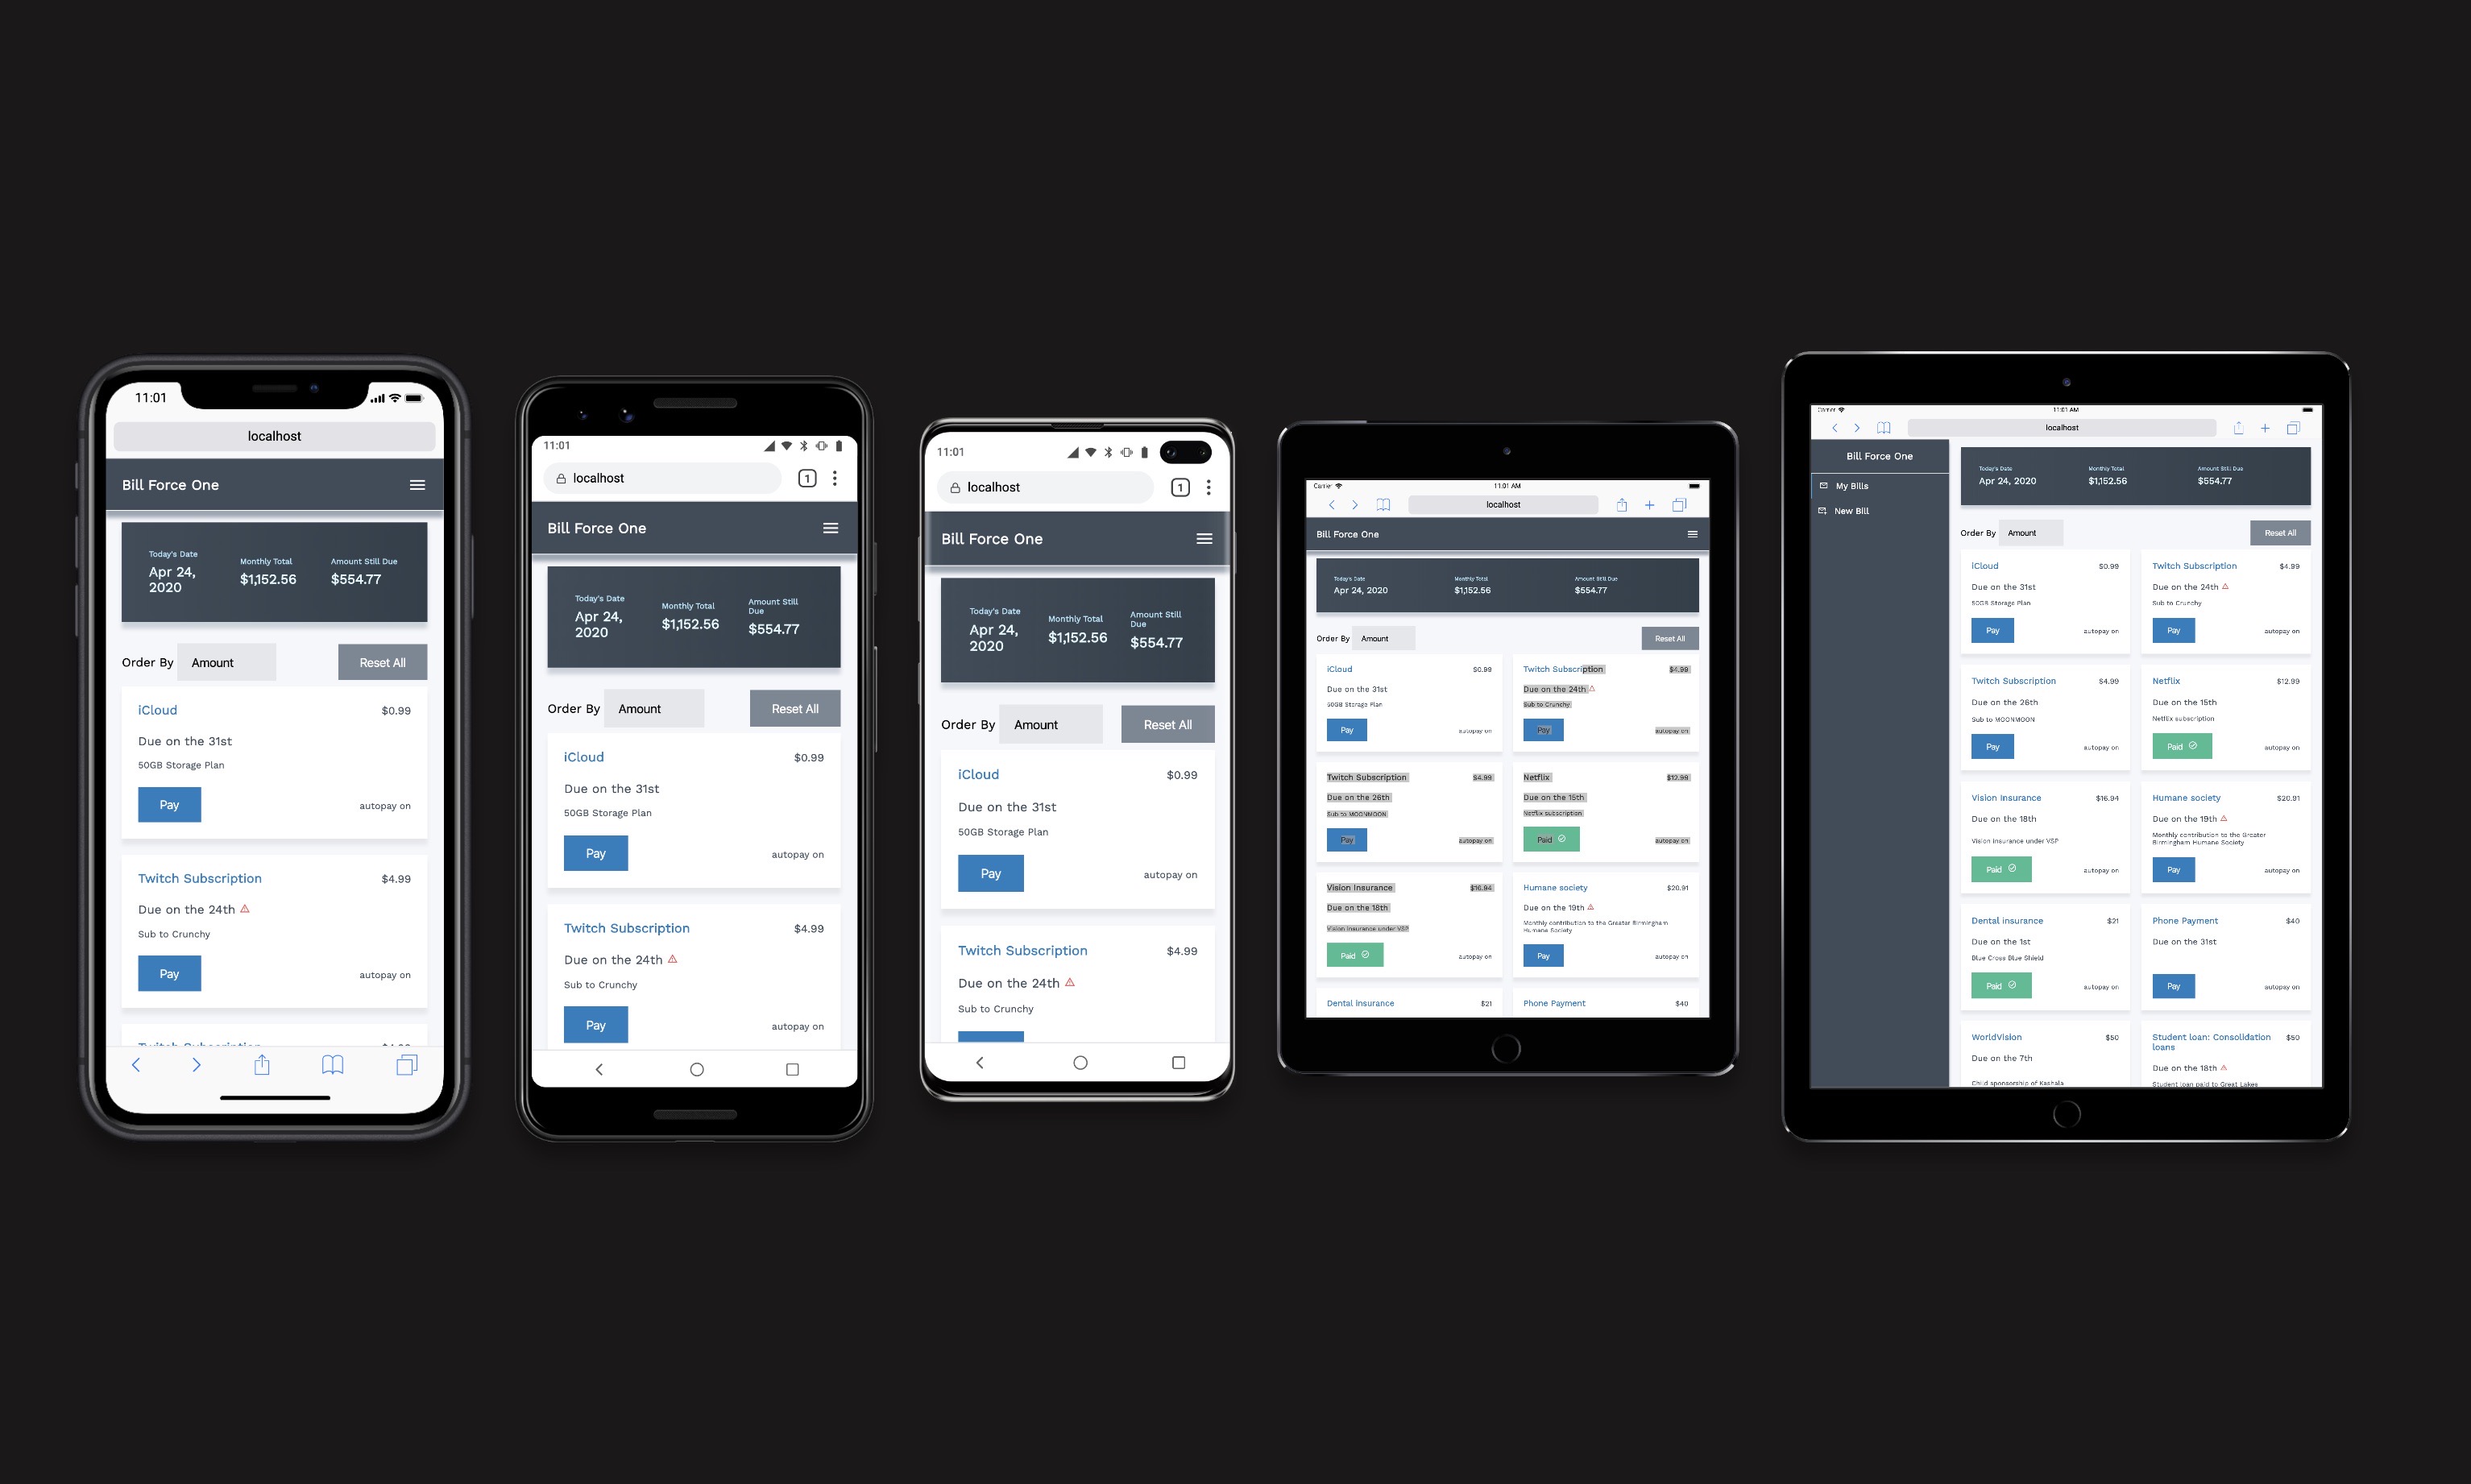 11:01
localhost
Bill Force One
Today's Date
Apr 24,
2020
Monthly Total
$1,152.56
Amount Still Due
$554.77
Order By Amount Reset All
iCloud $0.99
Due on the 31st
50GB Storage Plan
Pay autopay on
Twitch Subscription $4.99
Due on the 24th
Sub to Crunchy
Pay autopay on
11:01
localhost 1
Bill Force One
Today's Date
Apr 24,
2020
Monthly Total
$1,152.56
Amount Still
Due
$554.77
Order By Amount Reset All
iCloud $0.99
Due on the 31st
50GB Storage Plan
Pay autopay on
Twitch Subscription $4.99
Due on the 24th
Sub to Crunchy
Pay autopay on
11:01
localhost 1
Bill Force One
Today's Date
Apr 24,
2020
Monthly Total
$1,152.56
Amount Still
Due
$554.77
Order By Amount Reset All
iCloud $0.99
Due on the 31st
50GB Storage Plan
Pay autopay on
Twitch Subscription $4.99
Due on the 24th
Sub to Crunchy
Carrier 11:01 AM
localhost
Bill Force One
Today's Date Monthly Total Amount Still Due
Apr 24, 2020 $1,152.56 $554.77
Order By Amount Reset All
iCloud $0.99
Due on the 31st
50GB Storage Plan
Pay autopay on
Twitch Subscription $4.99
Due on the 24th
Sub to Crunchy
Pay autopay on
Twitch Subscription $4.99
Due on the 26th
Sub to MOONMOON
Pay autopay on
Netflix $12.99
Due on the 15th
Netflix subscription
Paid autopay on
Vision Insurance $16.94
Due on the 18th
Vision Insurance under VSP
Paid autopay on
Humane society $20.91
Due on the 19th
Monthly contribution to the Greater Birmingham
Humane Society
Pay autopay on
Dental insurance $21
Phone Payment $40
Carrier 11:01 AM
localhost
Bill Force One
My Bills
New Bill
Today's Date Monthly Total Amount Still Due
Apr 24, 2020 $1,152.56 $554.77
Order By Amount Reset All
iCloud $0.99
Due on the 31st
50GB Storage Plan
Pay autopay on
Twitch Subscription $4.99
Due on the 24th
Sub to Crunchy
Pay autopay on
Twitch Subscription $4.99
Due on the 26th
Sub to MOONMOON
Pay autopay on
Netflix $12.99
Due on the 15th
Netflix subscription
Paid autopay on
Vision Insurance $16.94
Due on the 18th
Vision Insurance under VSP
Paid autopay on
Humane society $20.91
Due on the 19th
Monthly contribution to the Greater
Birmingham Humane Society
Pay autopay on
Dental insurance $21
Due on the 1st
Blue Cross Blue Shield
Paid autopay on
Phone Payment $40
Due on the 31st
Pay autopay on
WorldVision $50
Due on the 7th
Child sponsorship of Kashala
Student loan: Consolidation $50
loans
Due on the 18th
Student loan paid to Great Lakes